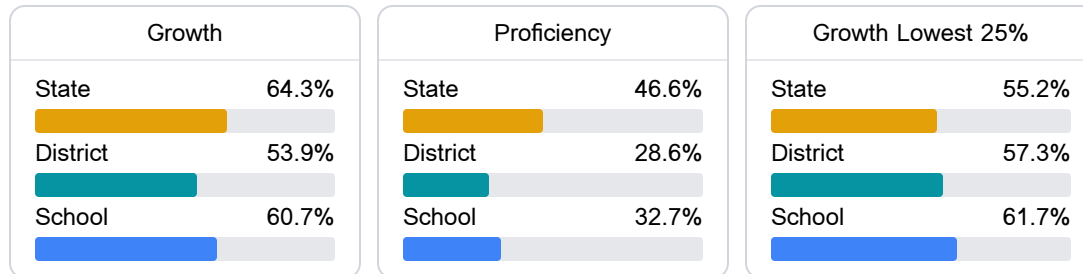 Growth
State 64.3%
District 53.9%
School 60.7%
Proficiency
State 46.6%
District 28.6%
School 32.7%
Growth Lowest 25%
State 55.2%
District 57.3%
School 61.7%